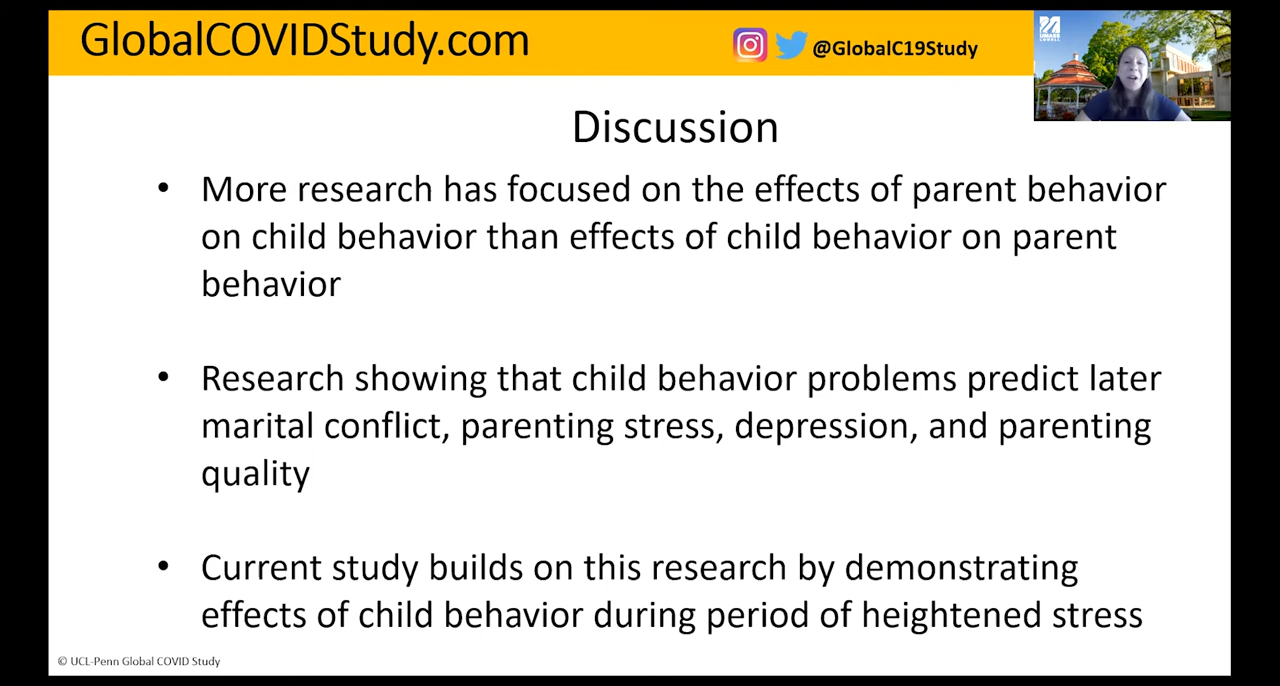 GlobalCOVIDStudy.com
@GlobalC19Study
UMASS
LOWELL
Discussion
• More research has focused on the effects of parent behavior
on child behavior than effects of child behavior on parent
behavior
• Research showing that child behavior problems predict later
marital conflict, parenting stress, depression, and parenting
quality
• Current study builds on this research by demonstrating
effects of child behavior during period of heightened stress
© UCL-Penn Global COVID Study